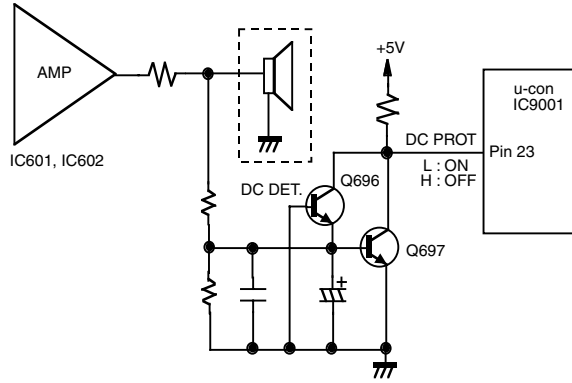 AMP
IC601, IC602
+5V
u-con
IC9001
DC PROT
Pin 23
L : ON
H : OFF
DC DET.
Q696
Q697
+